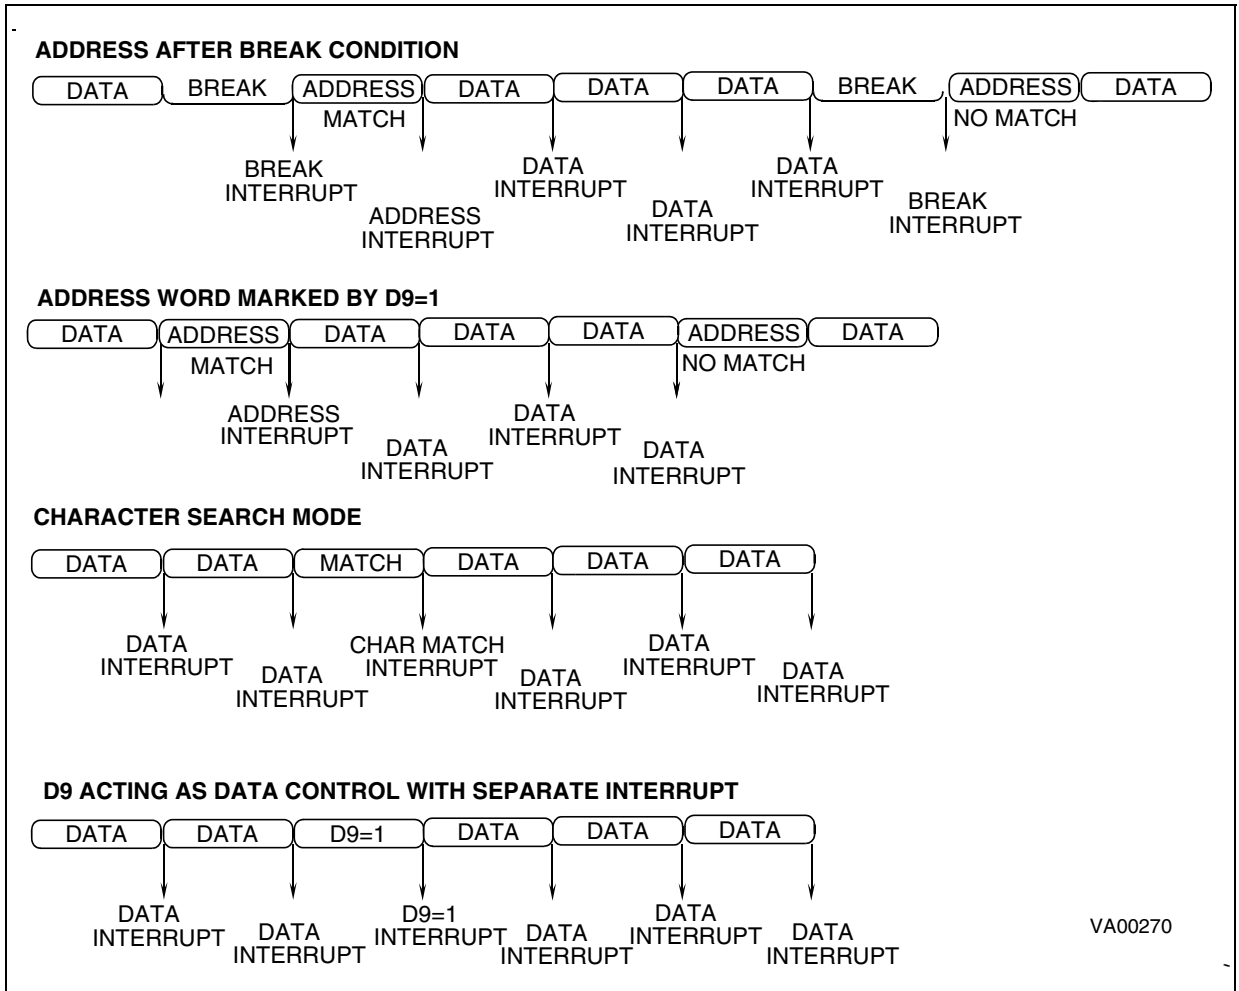 ADDRESS AFTER BREAK CONDITION
DATA BREAK ADDRESS DATA DATA DATA BREAK ADDRESS DATA
MATCH NO MATCH
BREAK
INTERRUPT
ADDRESS
INTERRUPT
DATA
INTERRUPT
DATA
INTERRUPT
DATA
INTERRUPT
BREAK
INTERRUPT
ADDRESS WORD MARKED BY D9=1
DATA ADDRESS DATA DATA DATA ADDRESS DATA
MATCH NO MATCH
ADDRESS
INTERRUPT
DATA
INTERRUPT
DATA
INTERRUPT
DATA
INTERRUPT
CHARACTER SEARCH MODE
DATA DATA MATCH DATA DATA DATA
DATA
INTERRUPT
DATA
INTERRUPT
CHAR MATCH
INTERRUPT
DATA
INTERRUPT
DATA
INTERRUPT
DATA
INTERRUPT
D9 ACTING AS DATA CONTROL WITH SEPARATE INTERRUPT
DATA DATA D9=1 DATA DATA DATA
DATA
INTERRUPT
DATA
INTERRUPT
D9=1
INTERRUPT
DATA
INTERRUPT
DATA
INTERRUPT
DATA
INTERRUPT
VA00270